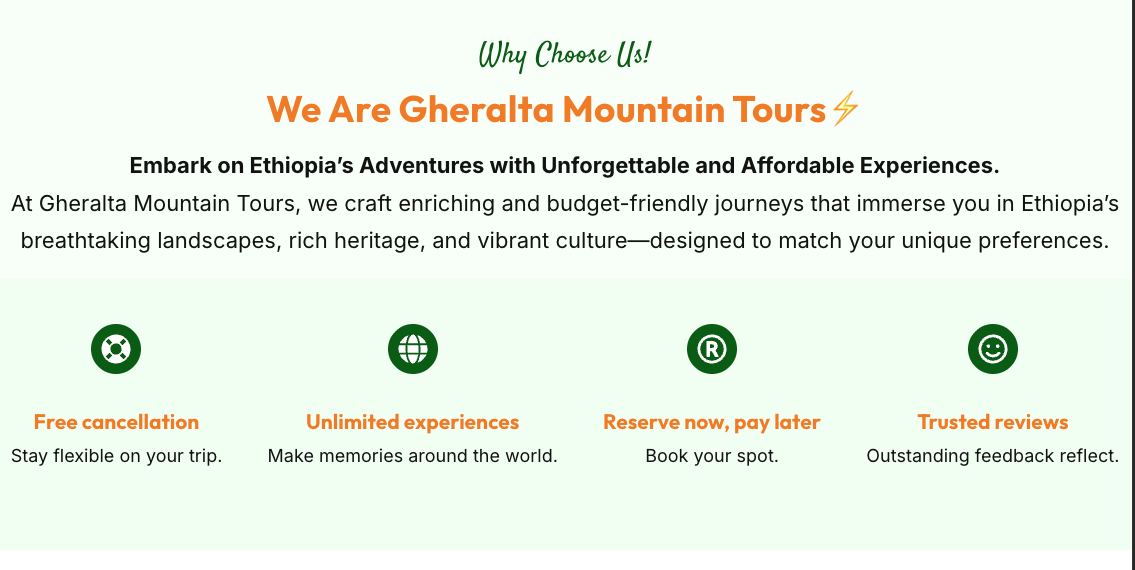 Why Choose Us!
We Are Gheralta Mountain Tours⚡
Embark on Ethiopia’s Adventures with Unforgettable and Affordable Experiences.
At Gheralta Mountain Tours, we craft enriching and budget-friendly journeys that immerse you in Ethiopia’s
breathtaking landscapes, rich heritage, and vibrant culture—designed to match your unique preferences.
®
Free cancellation
Stay flexible on your trip.
Unlimited experiences
Make memories around the world.
Reserve now, pay later
Book your spot.
Trusted reviews
Outstanding feedback reflect.